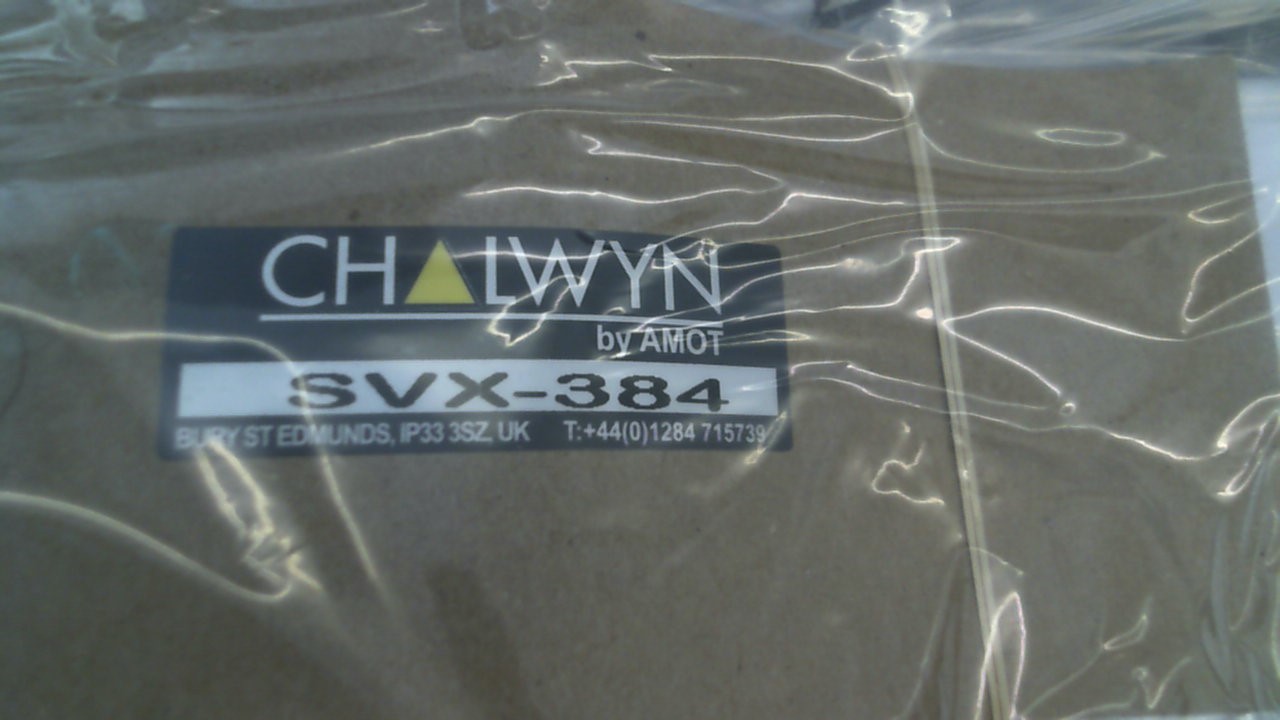 CHALWYN
by AMOT
SVX-384
BURY ST EDMUNDS, IP33 3SZ, UK T:+44(0)1284 715739